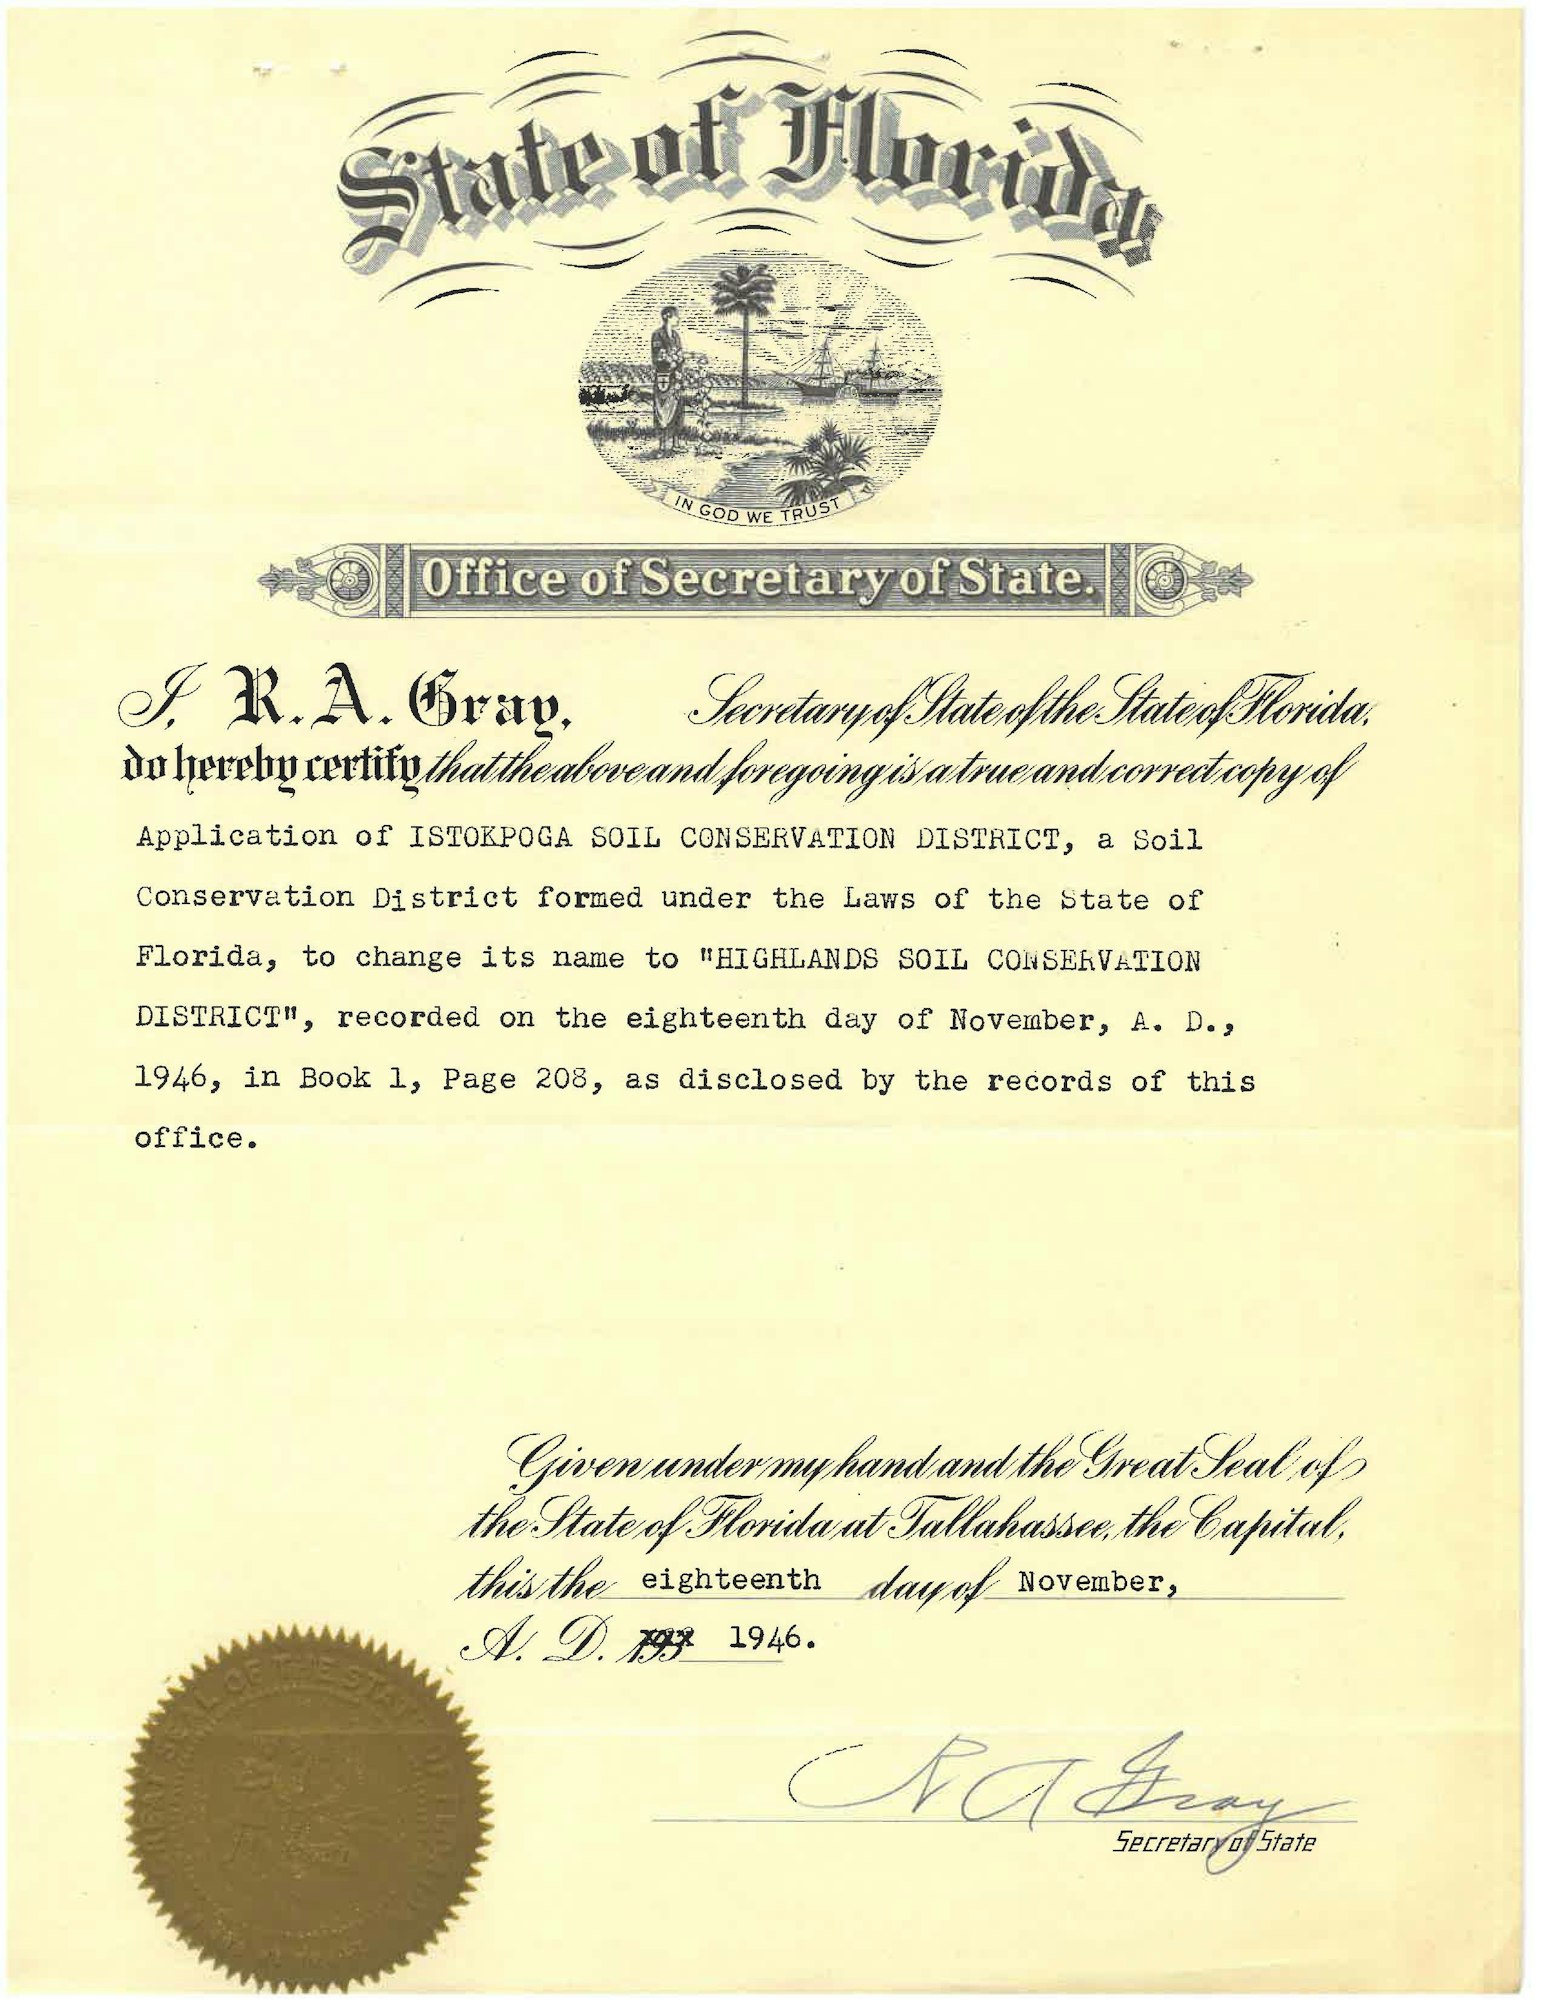 State of Florida
IN GOD WE TRUST
Office of Secretary of State.
I, R. A. Gray, Secretary of State of the State of Florida,
do hereby certify that the above and foregoing is a true and correct copy of
Application of ISTOKPOGA SOIL CONSERVATION DISTRICT, a Soil
Conservation District formed under the Laws of the State of
Florida, to change its name to "HIGHLANDS SOIL CONSERVATION
DISTRICT", recorded on the eighteenth day of November, A. D.,
1946, in Book 1, Page 208, as disclosed by the records of this
office.
Given under my hand and the Great Seal of
the State of Florida at Tallahassee, the Capital,
this the eighteenth day of November,
A. D. 1946.
R A Gray
Secretary of State
SEAL OF THE STATE